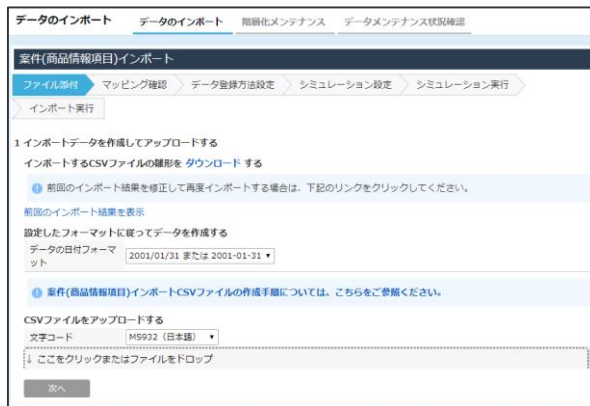 データのインポート データのインポート 階層化メンテナンス データメンテナンス状況確認
案件(商品情報項目)インポート
ファイル添付 マッピング確認 データ登録方法設定 シミュレーション設定 シミュレーション実行
インポート実行
1 インポートデータを作成してアップロードする
インポートするCSVファイルの雛形を ダウンロード する
前回のインポート結果を修正して再度インポートする場合は、下記のリンクをクリックしてください。
前回のインポート結果を表示
設定したフォーマットに従ってデータを作成する
データの日付フォーマ
ット
2001/01/31 または 2001-01-31 ▾
案件(商品情報項目)インポートCSVファイルの作成手順については、こちらをご参照ください。
CSVファイルをアップロードする
文字コード MS932（日本語） ▾
↓ ここをクリックまたはファイルをドロップ
次へ